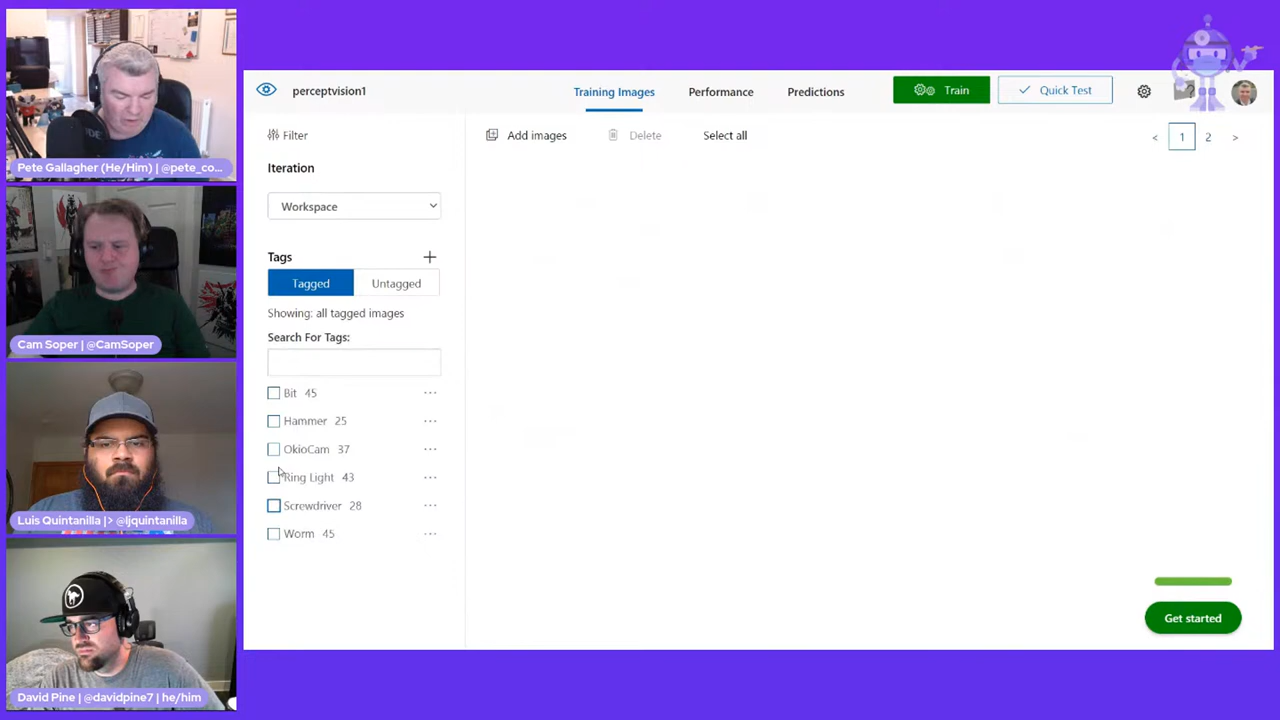 Pete Gallagher (He/Him) | @pete_co...
Cam Soper | @CamSoper
Luis Quintanilla |> @ljquintanilla
David Pine | @davidpine7 | he/him
perceptvision1
Training Images
Performance
Predictions
Train
Quick Test
Filter
Iteration
Workspace
Tags
Tagged
Untagged
Showing: all tagged images
Search For Tags:
Bit 45
Hammer 25
OkioCam 37
Ring Light 43
Screwdriver 28
Worm 45
Add images
Delete
Select all
< 1 2 >
Get started